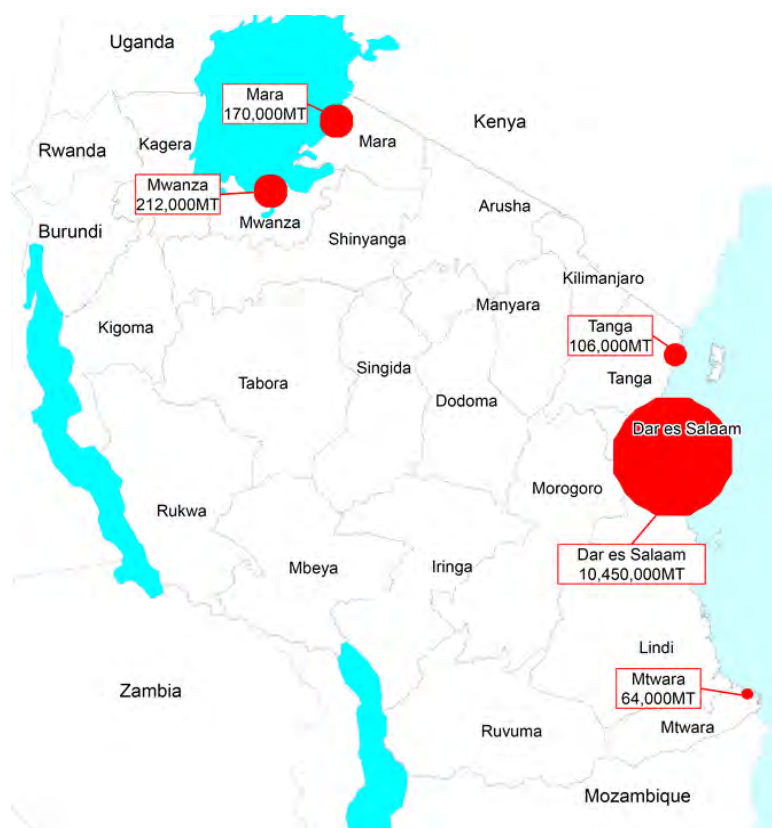 Uganda
Mara
170,000MT
Kenya
Kagera
Mara
Rwanda
Mwanza
212,000MT
Arusha
Mwanza
Burundi
Shinyanga
Kilimanjaro
Manyara
Kigoma
Tanga
106,000MT
Singida
Tabora
Tanga
Dodoma
Dar es Salaam
Morogoro
Rukwa
Dar es Salaam
10,450,000MT
Mbeya
Iringa
Lindi
Zambia
Mtwara
64,000MT
Mtwara
Ruvuma
Mozambique